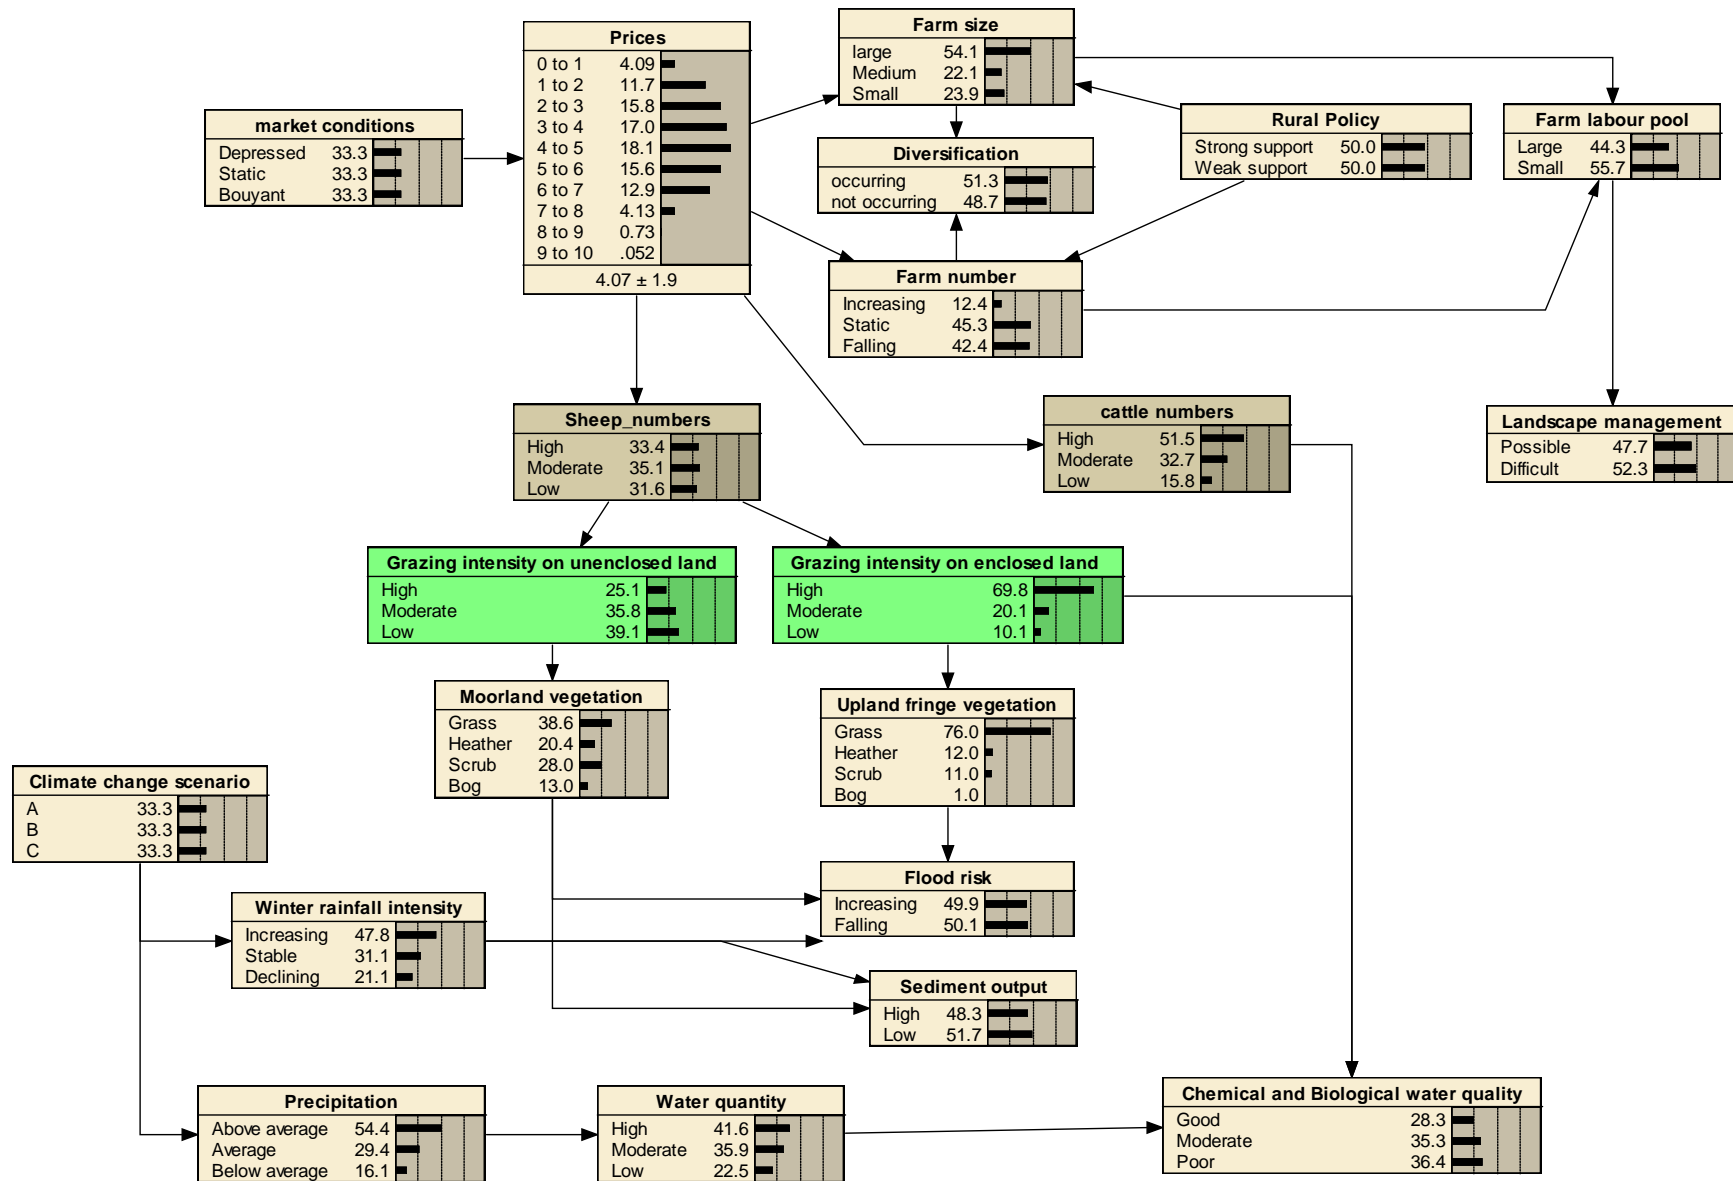 Prices
0 to 1 4.09
1 to 2 11.7
2 to 3 15.8
3 to 4 17.0
4 to 5 18.1
5 to 6 15.6
6 to 7 12.9
7 to 8 4.13
8 to 9 0.73
9 to 10 .052
4.07 ± 1.9
Farm size
large 54.1
Medium 22.1
Small 23.9
market conditions
Depressed 33.3
Static 33.3
Bouyant 33.3
Rural Policy
Strong support 50.0
Weak support 50.0
Farm labour pool
Large 44.3
Small 55.7
Diversification
occurring 51.3
not occurring 48.7
Farm number
Increasing 12.4
Static 45.3
Falling 42.4
Sheep_numbers
High 33.4
Moderate 35.1
Low 31.6
cattle numbers
High 51.5
Moderate 32.7
Low 15.8
Landscape management
Possible 47.7
Difficult 52.3
Grazing intensity on unenclosed land
High 25.1
Moderate 35.8
Low 39.1
Grazing intensity on enclosed land
High 69.8
Moderate 20.1
Low 10.1
Moorland vegetation
Grass 38.6
Heather 20.4
Scrub 28.0
Bog 13.0
Upland fringe vegetation
Grass 76.0
Heather 12.0
Scrub 11.0
Bog 1.0
Climate change scenario
A 33.3
B 33.3
C 33.3
Flood risk
Increasing 49.9
Falling 50.1
Winter rainfall intensity
Increasing 47.8
Stable 31.1
Declining 21.1
Sediment output
High 48.3
Low 51.7
Precipitation
Above average 54.4
Average 29.4
Below average 16.1
Water quantity
High 41.6
Moderate 35.9
Low 22.5
Chemical and Biological water quality
Good 28.3
Moderate 35.3
Poor 36.4